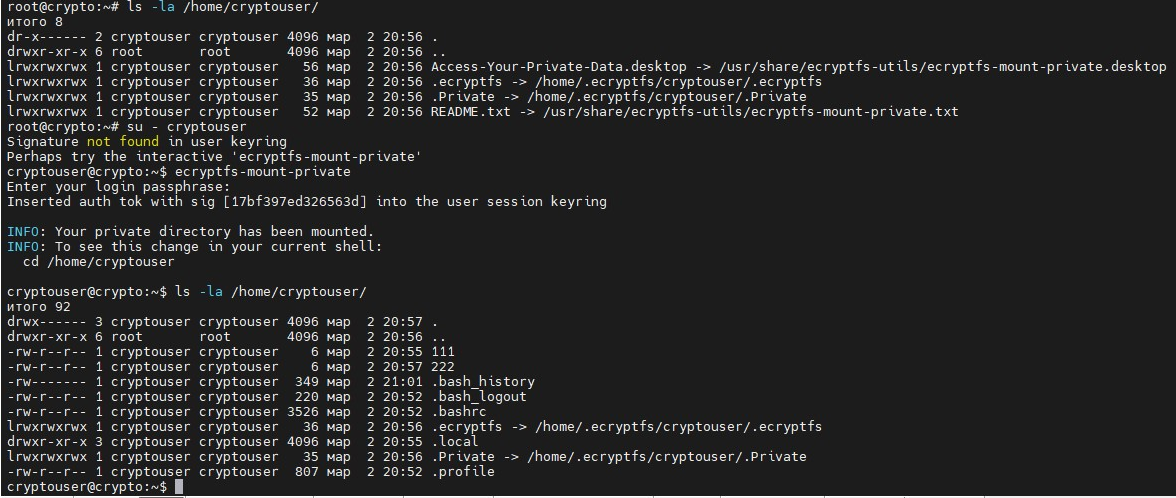 root@crypto:~# ls -la /home/cryptouser/
итого 8
dr-x------ 2 cryptouser cryptouser 4096 мар  2 20:56 .
drwxr-xr-x 6 root       root       4096 мар  2 20:56 ..
lrwxrwxrwx 1 cryptouser cryptouser   56 мар  2 20:56 Access-Your-Private-Data.desktop -> /usr/share/ecryptfs-utils/ecryptfs-mount-private.desktop
lrwxrwxrwx 1 cryptouser cryptouser   36 мар  2 20:56 .ecryptfs -> /home/.ecryptfs/cryptouser/.ecryptfs
lrwxrwxrwx 1 cryptouser cryptouser   35 мар  2 20:56 .Private -> /home/.ecryptfs/cryptouser/.Private
lrwxrwxrwx 1 cryptouser cryptouser   52 мар  2 20:56 README.txt -> /usr/share/ecryptfs-utils/ecryptfs-mount-private.txt
root@crypto:~# su - cryptouser
Signature not found in user keyring
Perhaps try the interactive 'ecryptfs-mount-private'
cryptouser@crypto:~$ ecryptfs-mount-private
Enter your login passphrase:
Inserted auth tok with sig [17bf397ed326563d] into the user session keyring

INFO: Your private directory has been mounted.
INFO: To see this change in your current shell:
  cd /home/cryptouser

cryptouser@crypto:~$ ls -la /home/cryptouser/
итого 92
drwx------ 3 cryptouser cryptouser 4096 мар  2 20:57 .
drwxr-xr-x 6 root       root       4096 мар  2 20:56 ..
-rw-r--r-- 1 cryptouser cryptouser    6 мар  2 20:55 111
-rw-r--r-- 1 cryptouser cryptouser    6 мар  2 20:57 222
-rw------- 1 cryptouser cryptouser  349 мар  2 21:01 .bash_history
-rw-r--r-- 1 cryptouser cryptouser  220 мар  2 20:52 .bash_logout
-rw-r--r-- 1 cryptouser cryptouser 3526 мар  2 20:52 .bashrc
lrwxrwxrwx 1 cryptouser cryptouser   36 мар  2 20:56 .ecryptfs -> /home/.ecryptfs/cryptouser/.ecryptfs
drwxr-xr-x 3 cryptouser cryptouser 4096 мар  2 20:55 .local
lrwxrwxrwx 1 cryptouser cryptouser   35 мар  2 20:56 .Private -> /home/.ecryptfs/cryptouser/.Private
-rw-r--r-- 1 cryptouser cryptouser  807 мар  2 20:52 .profile
cryptouser@crypto:~$